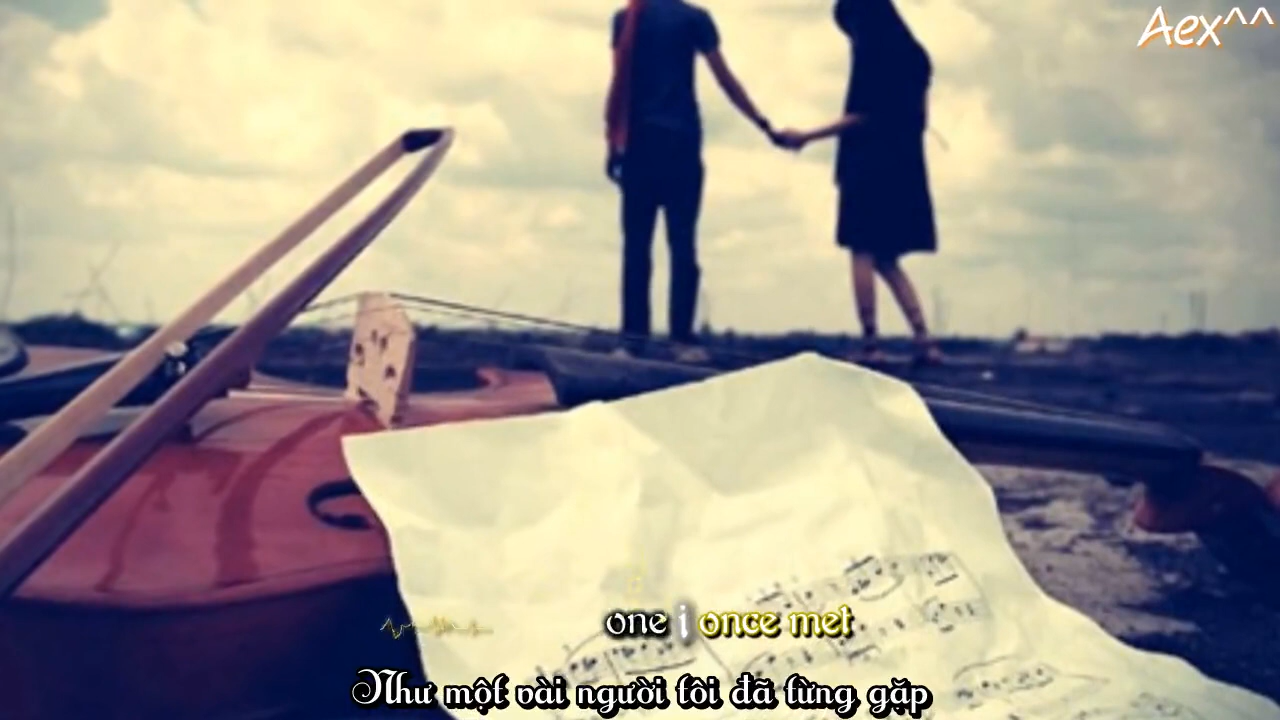 Aex^^
one i once met
Như một vài người tôi đã từng gặp